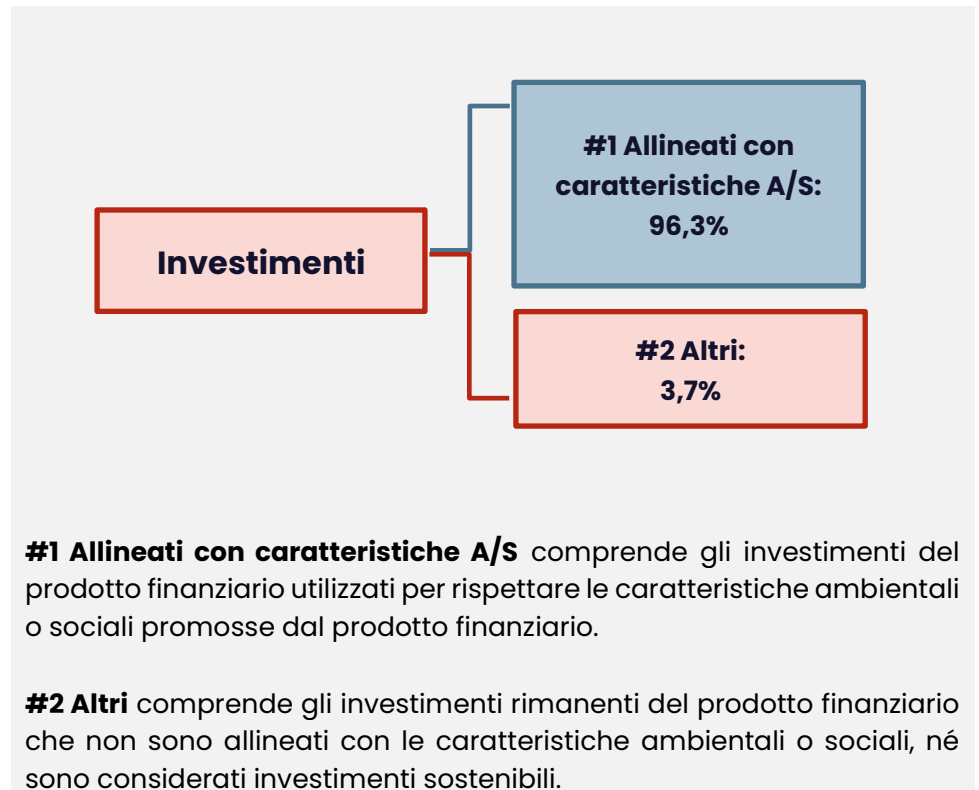 #1 Allineati con
caratteristiche A/S:
96,3%
Investimenti
#2 Altri:
3,7%
#1 Allineati con caratteristiche A/S comprende gli investimenti del
prodotto finanziario utilizzati per rispettare le caratteristiche ambientali
o sociali promosse dal prodotto finanziario.
#2 Altri comprende gli investimenti rimanenti del prodotto finanziario
che non sono allineati con le caratteristiche ambientali o sociali, né
sono considerati investimenti sostenibili.